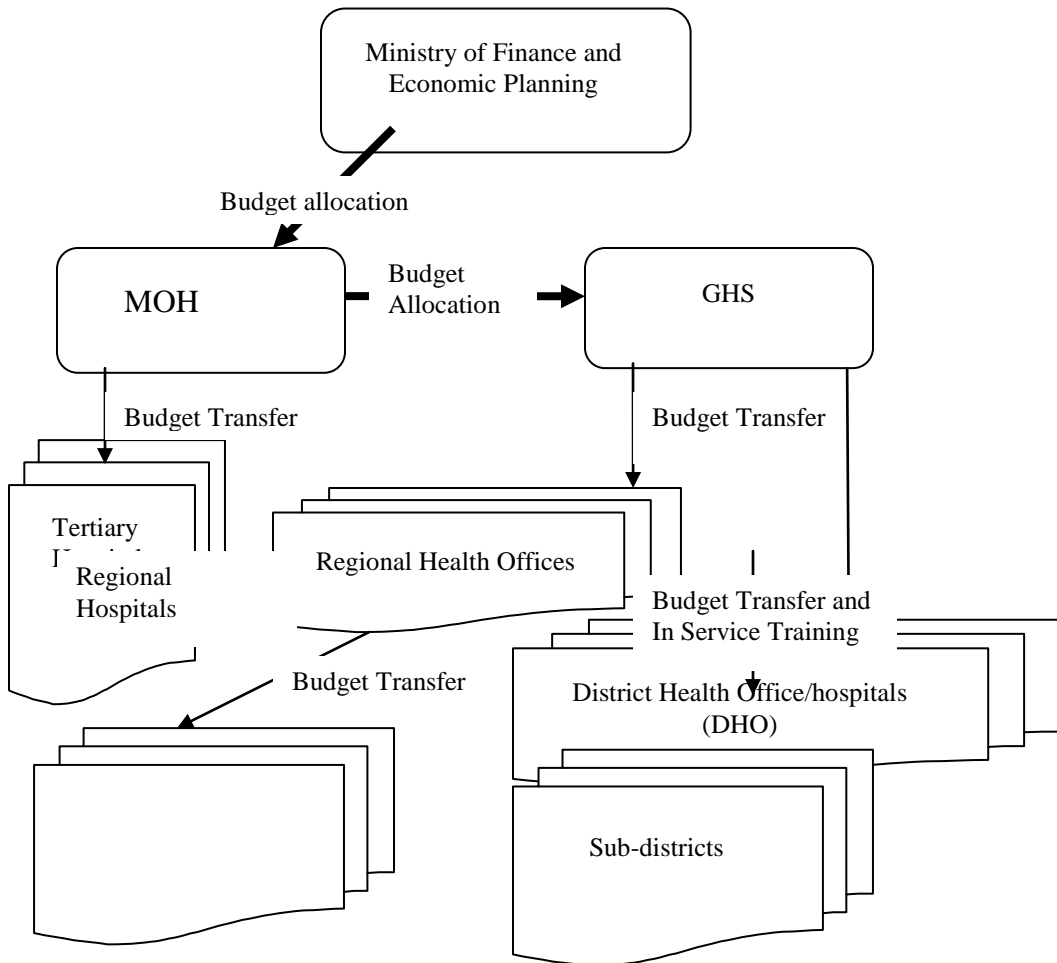 Ministry of Finance and
Economic Planning
Budget allocation
MOH
Budget
Allocation
GHS
Budget Transfer
Budget Transfer
Tertiary
Regional
Hospitals
Regional Health Offices
Budget Transfer and
In Service Training
Budget Transfer
District Health Office/hospitals
(DHO)
Sub-districts